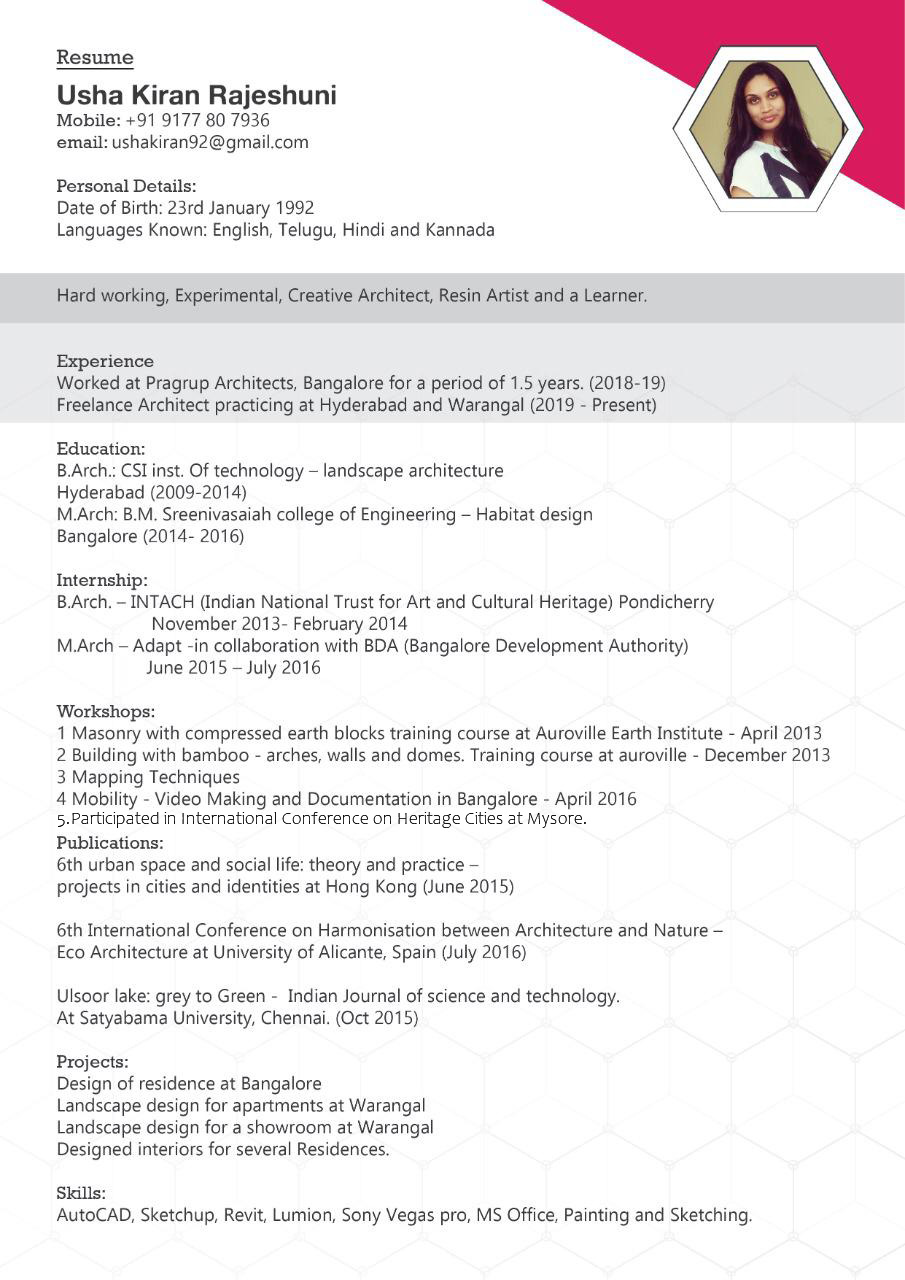 Resume
Usha Kiran Rajeshuni
Mobile: +91 9177 80 7936
email: ushakiran92@gmail.com
Personal Details:
Date of Birth: 23rd January 1992
Languages Known: English, Telugu, Hindi and Kannada
Hard working, Experimental, Creative Architect, Resin Artist and a Learner.
Experience
Worked at Pragrup Architects, Bangalore for a period of 1.5 years. (2018-19)
Freelance Architect practicing at Hyderabad and Warangal (2019 - Present)
Education:
B.Arch.: CSI inst. Of technology – landscape architecture
Hyderabad (2009-2014)
M.Arch: B.M. Sreenivasaiah college of Engineering – Habitat design
Bangalore (2014- 2016)
Internship:
B.Arch. – INTACH (Indian National Trust for Art and Cultural Heritage) Pondicherry
November 2013- February 2014
M.Arch – Adapt -in collaboration with BDA (Bangalore Development Authority)
June 2015 – July 2016
Workshops:
1 Masonry with compressed earth blocks training course at Auroville Earth Institute - April 2013
2 Building with bamboo - arches, walls and domes. Training course at auroville - December 2013
3 Mapping Techniques
4 Mobility - Video Making and Documentation in Bangalore - April 2016
5.Participated in International Conference on Heritage Cities at Mysore.
Publications:
6th urban space and social life: theory and practice –
projects in cities and identities at Hong Kong (June 2015)
6th International Conference on Harmonisation between Architecture and Nature –
Eco Architecture at University of Alicante, Spain (July 2016)
Ulsoor lake: grey to Green -  Indian Journal of science and technology.
At Satyabama University, Chennai. (Oct 2015)
Projects:
Design of residence at Bangalore
Landscape design for apartments at Warangal
Landscape design for a showroom at Warangal
Designed interiors for several Residences.
Skills:
AutoCAD, Sketchup, Revit, Lumion, Sony Vegas pro, MS Office, Painting and Sketching.